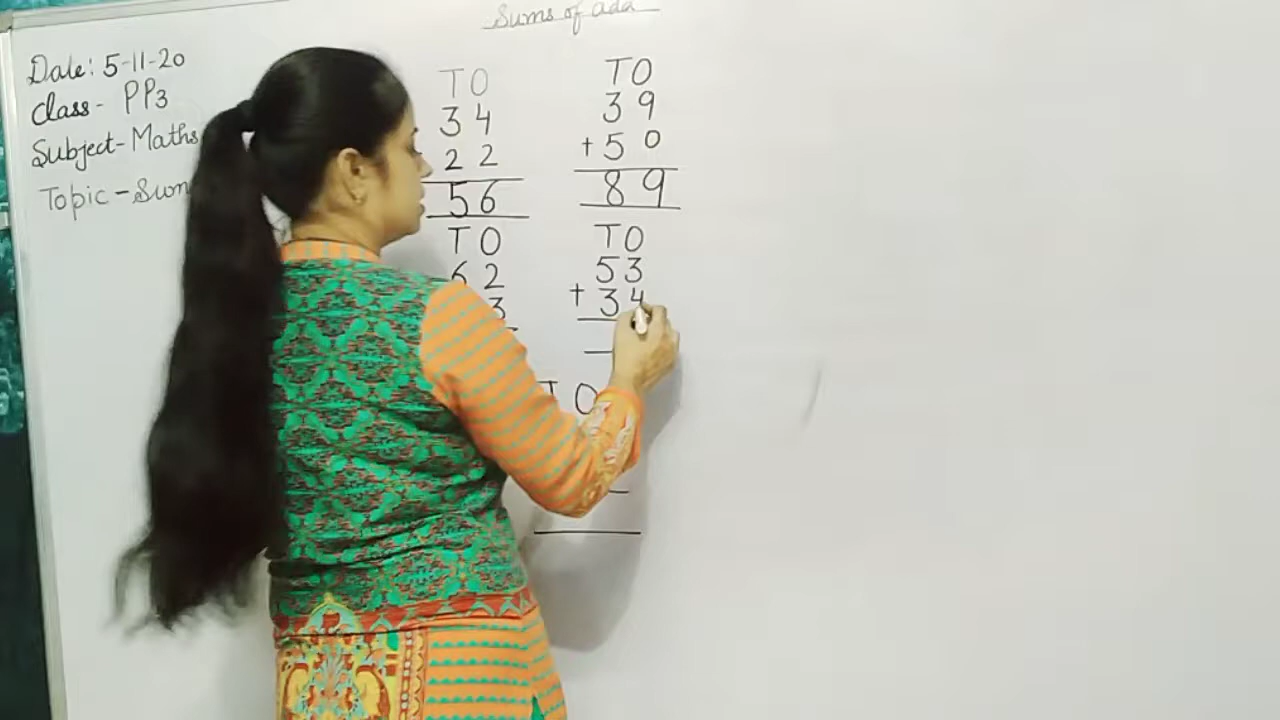 Sums of add
Date: 5-11-20
Class- PP3
Subject-Maths
Topic-Sum
T O
3 4
2 2
5 6
T O
3 9
+ 5 0
8 9
T O
6 2
3
T O
5 3
+ 3 4
T O